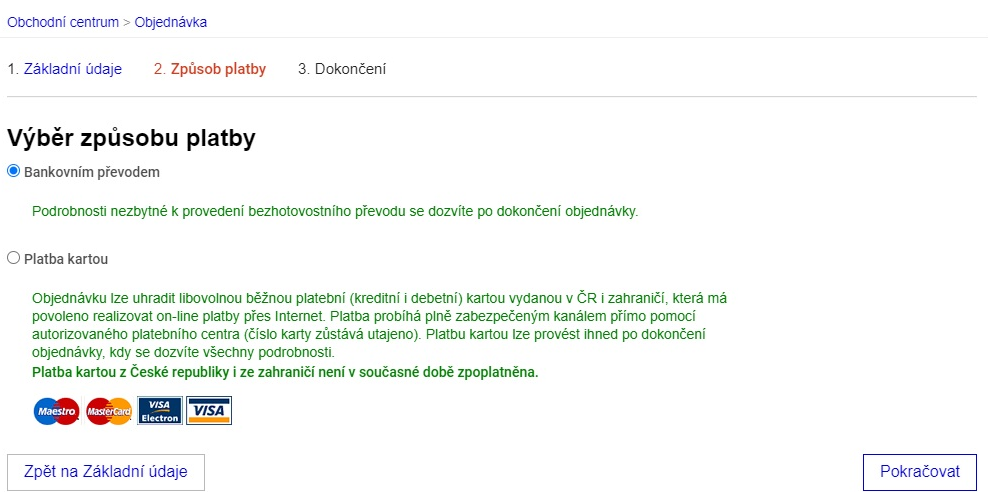 Obchodní centrum > Objednávka
1. Základní údaje 2. Způsob platby 3. Dokončení
Výběr způsobu platby
Bankovním převodem
Podrobnosti nezbytné k provedení bezhotovostního převodu se dozvíte po dokončení objednávky.
Platba kartou
Objednávku lze uhradit libovolnou běžnou platební (kreditní i debetní) kartou vydanou v ČR i zahraničí, která má
povoleno realizovat on-line platby přes Internet. Platba probíhá plně zabezpečeným kanálem přímo pomocí
autorizovaného platebního centra (číslo karty zůstává utajeno). Platbu kartou lze provést ihned po dokončení
objednávky, kdy se dozvíte všechny podrobnosti.
Platba kartou z České republiky i ze zahraničí není v současné době zpoplatněna.
Maestro MasterCard VISA Electron VISA
Zpět na Základní údaje Pokračovat